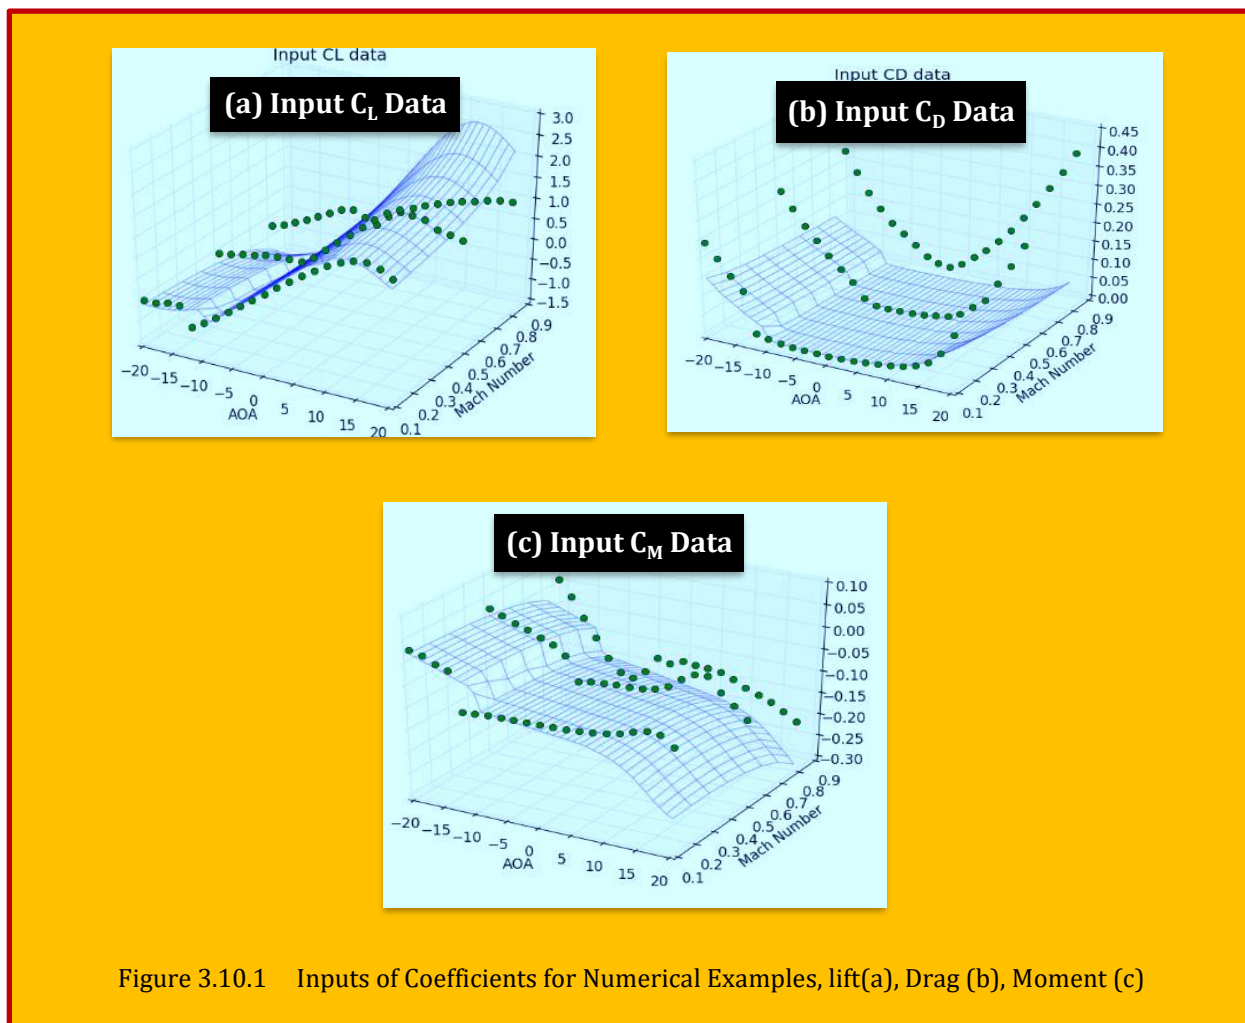 Input CL data
(a) Input CL Data
3.0
2.5
2.0
1.5
1.0
0.5
0.0
−0.5
−1.0
−1.5
−20 −15 −10 −5 0 5 10 15 20
AOA
0.1 0.2 0.3 0.4 0.5 0.6 0.7 0.8 0.9
Mach Number
Input CD data
(b) Input CD Data
0.45
0.40
0.35
0.30
0.25
0.20
0.15
0.10
0.05
0.00
−20 −15 −10 −5 0 5 10 15 20
AOA
0.1 0.2 0.3 0.4 0.5 0.6 0.7 0.8 0.9
Mach Number
(c) Input CM Data
0.10
0.05
0.00
−0.05
−0.10
−0.15
−0.20
−0.25
−0.30
−20 −15 −10 −5 0 5 10 15 20
AOA
0.1 0.2 0.3 0.4 0.5 0.6 0.7 0.8 0.9
Mach Number
Figure 3.10.1 Inputs of Coefficients for Numerical Examples, lift(a), Drag (b), Moment (c)